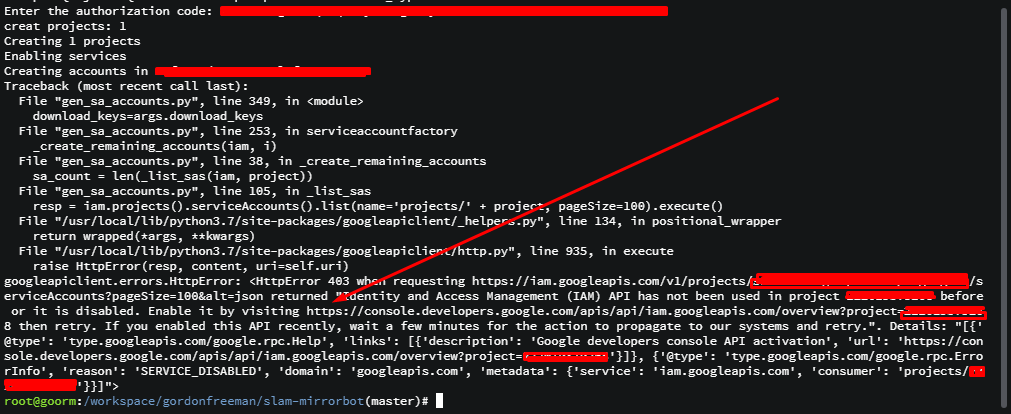 Enter the authorization code:
creat projects: 1
Creating 1 projects
Enabling services
Creating accounts in
Traceback (most recent call last):
  File "gen_sa_accounts.py", line 349, in <module>
    download_keys=args.download_keys
  File "gen_sa_accounts.py", line 253, in serviceaccountfactory
    _create_remaining_accounts(iam, i)
  File "gen_sa_accounts.py", line 38, in _create_remaining_accounts
    sa_count = len(_list_sas(iam, project))
  File "gen_sa_accounts.py", line 105, in _list_sas
    resp = iam.projects().serviceAccounts().list(name='projects/' + project, pageSize=100).execute()
  File "/usr/local/lib/python3.7/site-packages/googleapiclient/_helpers.py", line 134, in positional_wrapper
    return wrapped(*args, **kwargs)
  File "/usr/local/lib/python3.7/site-packages/googleapiclient/http.py", line 935, in execute
    raise HttpError(resp, content, uri=self.uri)
googleapiclient.errors.HttpError: <HttpError 403 when requesting https://iam.googleapis.com/v1/projects/ /s
erviceAccounts?pageSize=100&alt=json returned "Identity and Access Management (IAM) API has not been used in project before
 or it is disabled. Enable it by visiting https://console.developers.google.com/apis/api/iam.googleapis.com/overview?project=
8 then retry. If you enabled this API recently, wait a few minutes for the action to propagate to our systems and retry.". Details: "[{'
@type': 'type.googleapis.com/google.rpc.Help', 'links': [{'description': 'Google developers console API activation', 'url': 'https://con
sole.developers.google.com/apis/api/iam.googleapis.com/overview?project= '}]}, {'@type': 'type.googleapis.com/google.rpc.Erro
rInfo', 'reason': 'SERVICE_DISABLED', 'domain': 'googleapis.com', 'metadata': {'service': 'iam.googleapis.com', 'consumer': 'projects/
'}}]">
root@goorm:/workspace/gordonfreeman/slam-mirrorbot(master)#